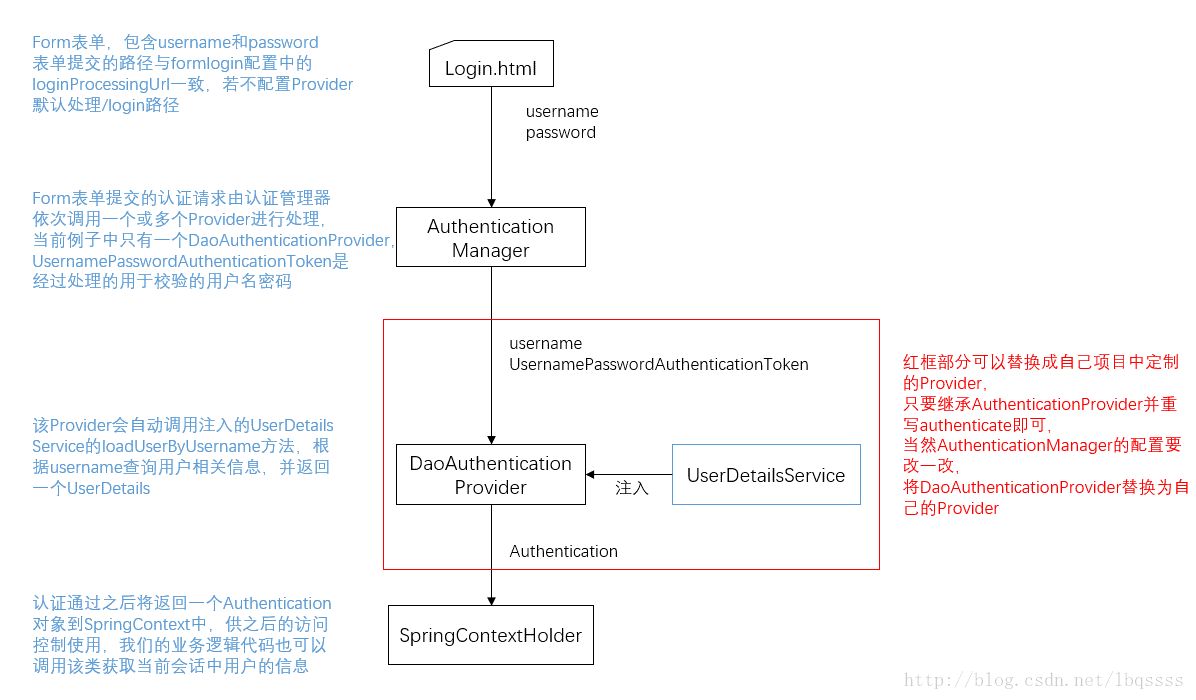 Form表单，包含username和password
表单提交的路径与formlogin配置中的
loginProcessingUrl一致，若不配置Provider
默认处理/login路径
Login.html
username
password
Form表单提交的认证请求由认证管理器
依次调用一个或多个Provider进行处理，
当前例子中只有一个DaoAuthenticationProvider，
UsernamePasswordAuthenticationToken是
经过处理的用于校验的用户名密码
Authentication
Manager
username
UsernamePasswordAuthenticationToken
红框部分可以替换成自己项目中定制
的Provider，
只要继承AuthenticationProvider并重
写authenticate即可，
当然AuthenticationManager的配置要
改一改，
将DaoAuthenticationProvider替换为自
己的Provider
该Provider会自动调用注入的UserDetails
Service的loadUserByUsername方法，根
据username查询用户相关信息，并返回
一个UserDetails
DaoAuthentication
Provider
注入
UserDetailsService
Authentication
认证通过之后将返回一个Authentication
对象到SpringContext中，供之后的访问
控制使用，我们的业务逻辑代码也可以
调用该类获取当前会话中用户的信息
SpringContextHolder
http://blog.csdn.net/lbqssss